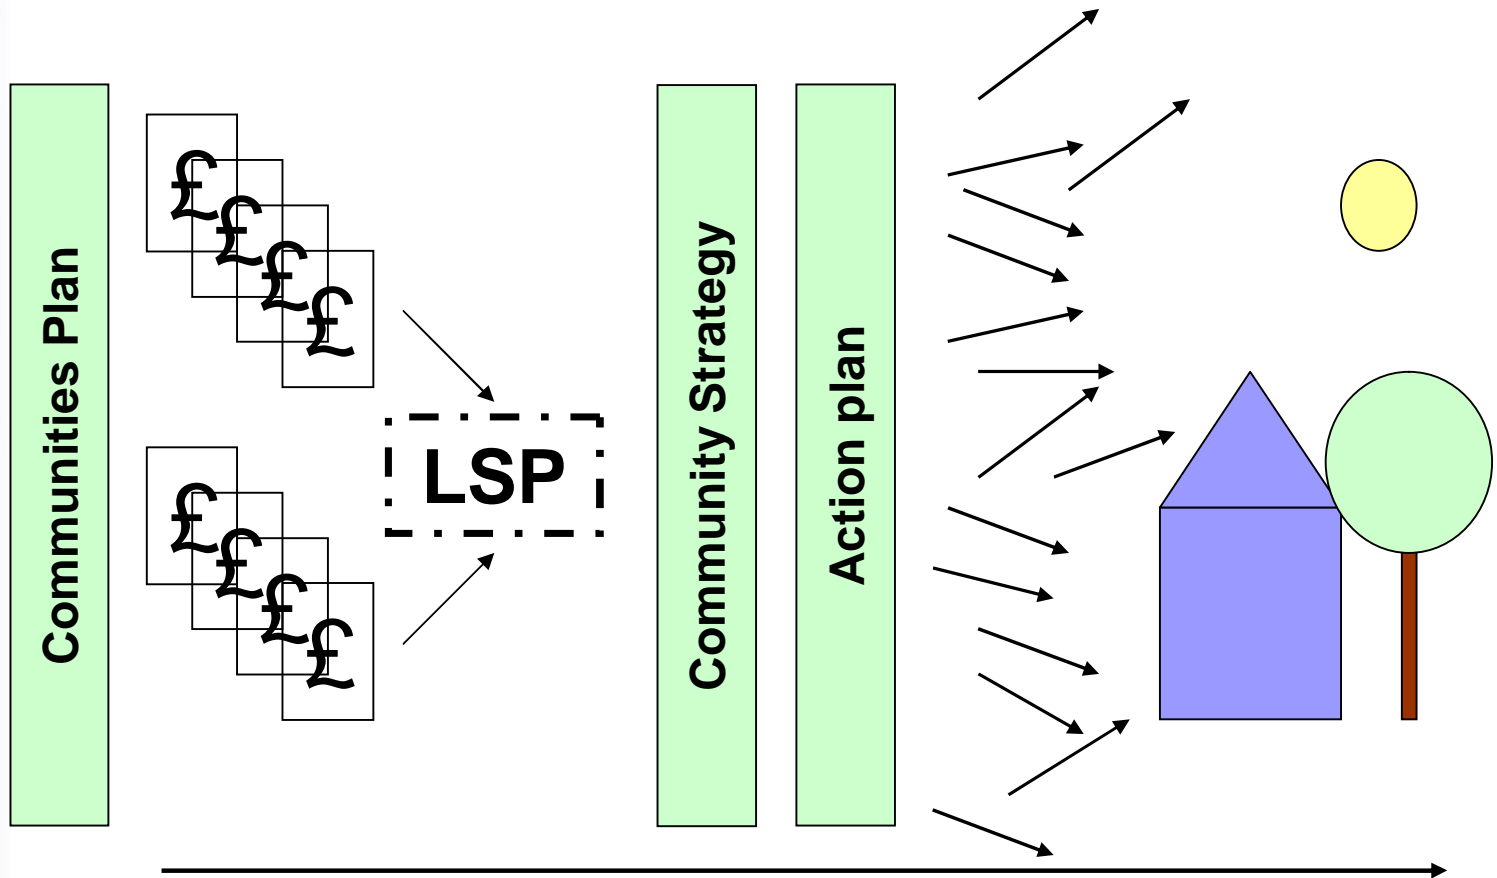 Communities Plan
£
£
£
£
£
£
£
£
LSP
Community Strategy
Action plan